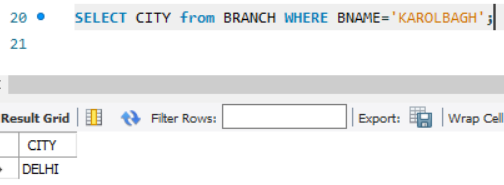 20 SELECT CITY from BRANCH WHERE BNAME='KAROLBAGH';
21
Result Grid Filter Rows: Export: Wrap Cell
CITY
DELHI